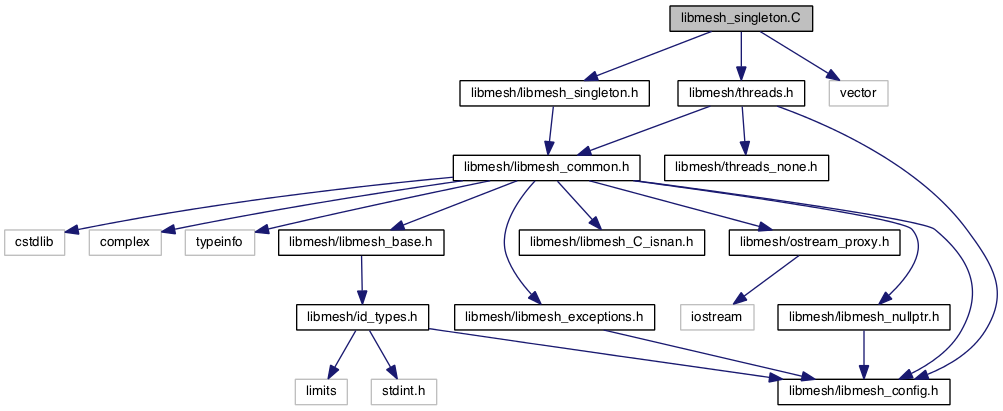 libmesh_singleton.C
libmesh/libmesh_singleton.h
libmesh/threads.h
vector
libmesh/libmesh_common.h
libmesh/threads_none.h
cstdlib
complex
typeinfo
libmesh/libmesh_base.h
libmesh/libmesh_C_isnan.h
libmesh/ostream_proxy.h
libmesh/id_types.h
libmesh/libmesh_exceptions.h
iostream
libmesh/libmesh_nullptr.h
limits
stdint.h
libmesh/libmesh_config.h